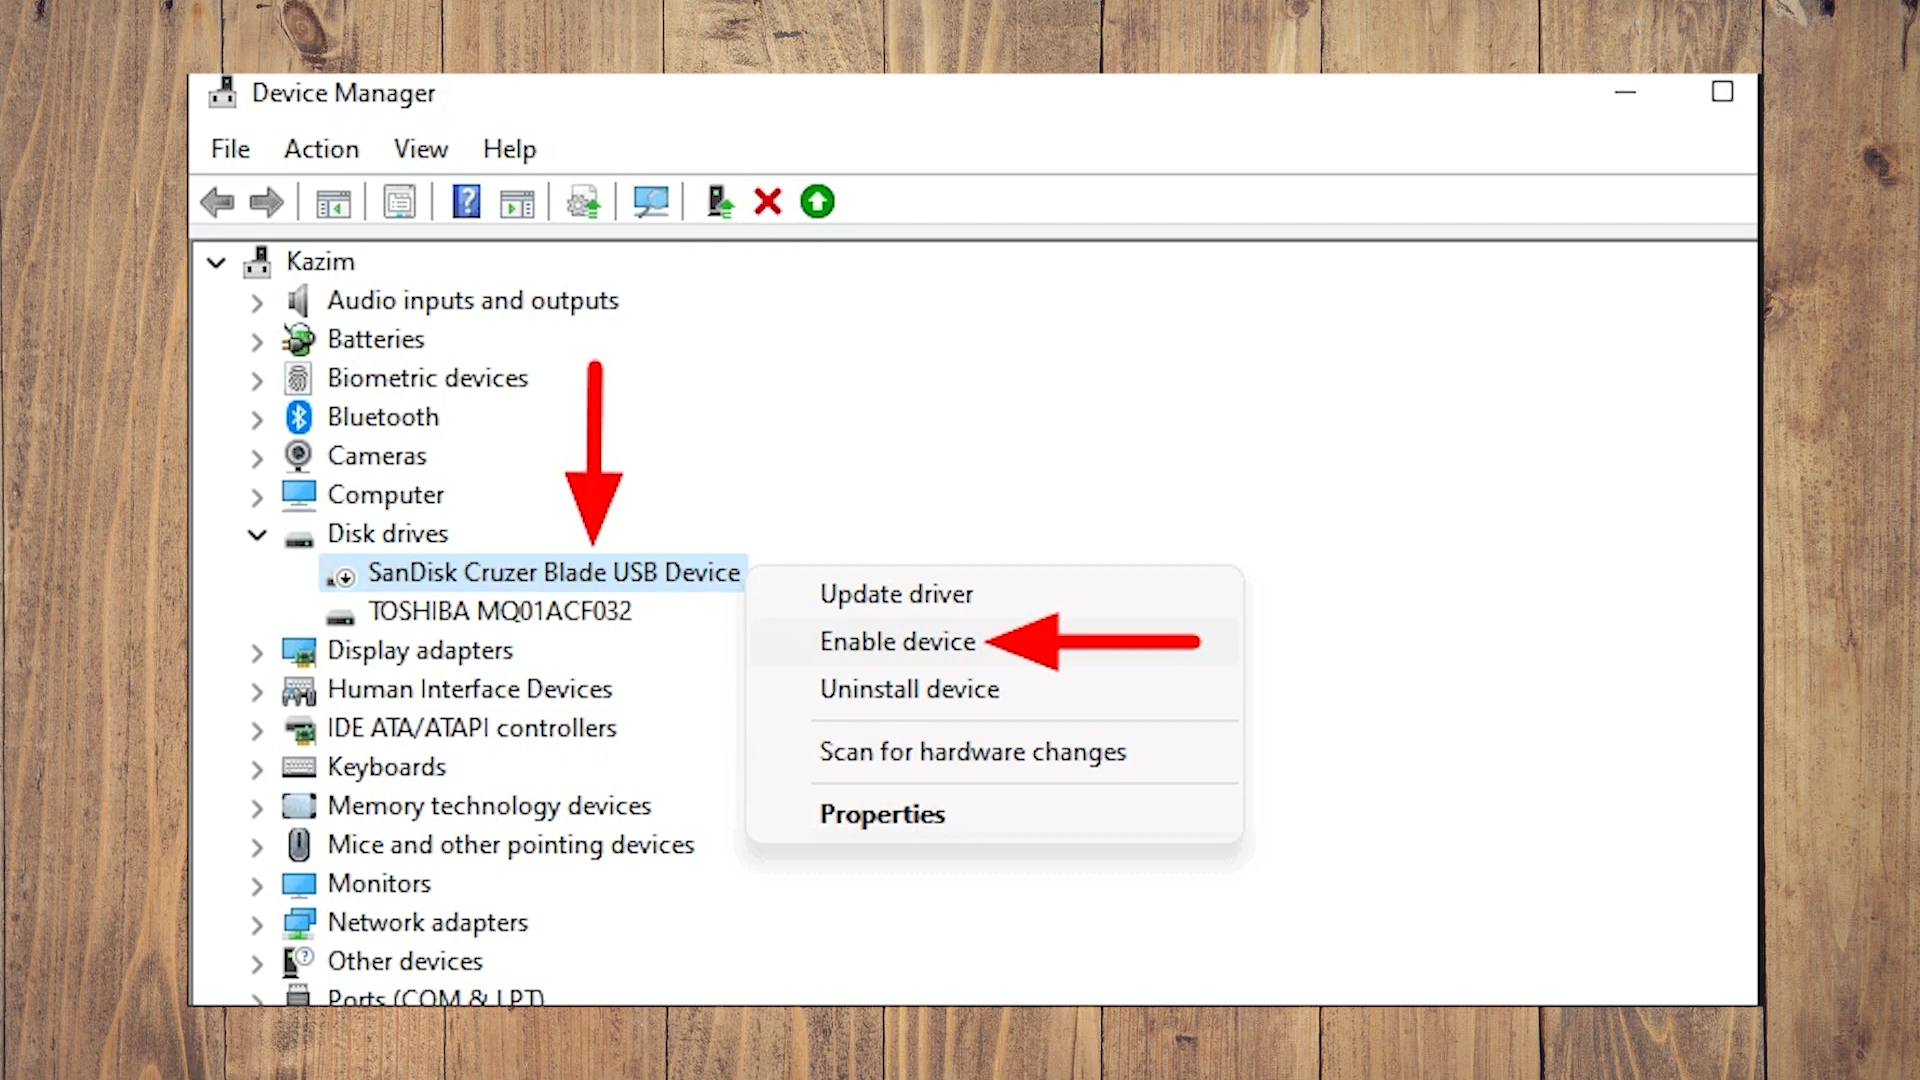 Device Manager
File Action View Help
Kazim
Audio inputs and outputs
Batteries
Biometric devices
Bluetooth
Cameras
Computer
Disk drives
SanDisk Cruzer Blade USB Device
TOSHIBA MQ01ACF032
Display adapters
Human Interface Devices
IDE ATA/ATAPI controllers
Keyboards
Memory technology devices
Mice and other pointing devices
Monitors
Network adapters
Other devices
Ports (COM & LPT)
Update driver
Enable device
Uninstall device
Scan for hardware changes
Properties